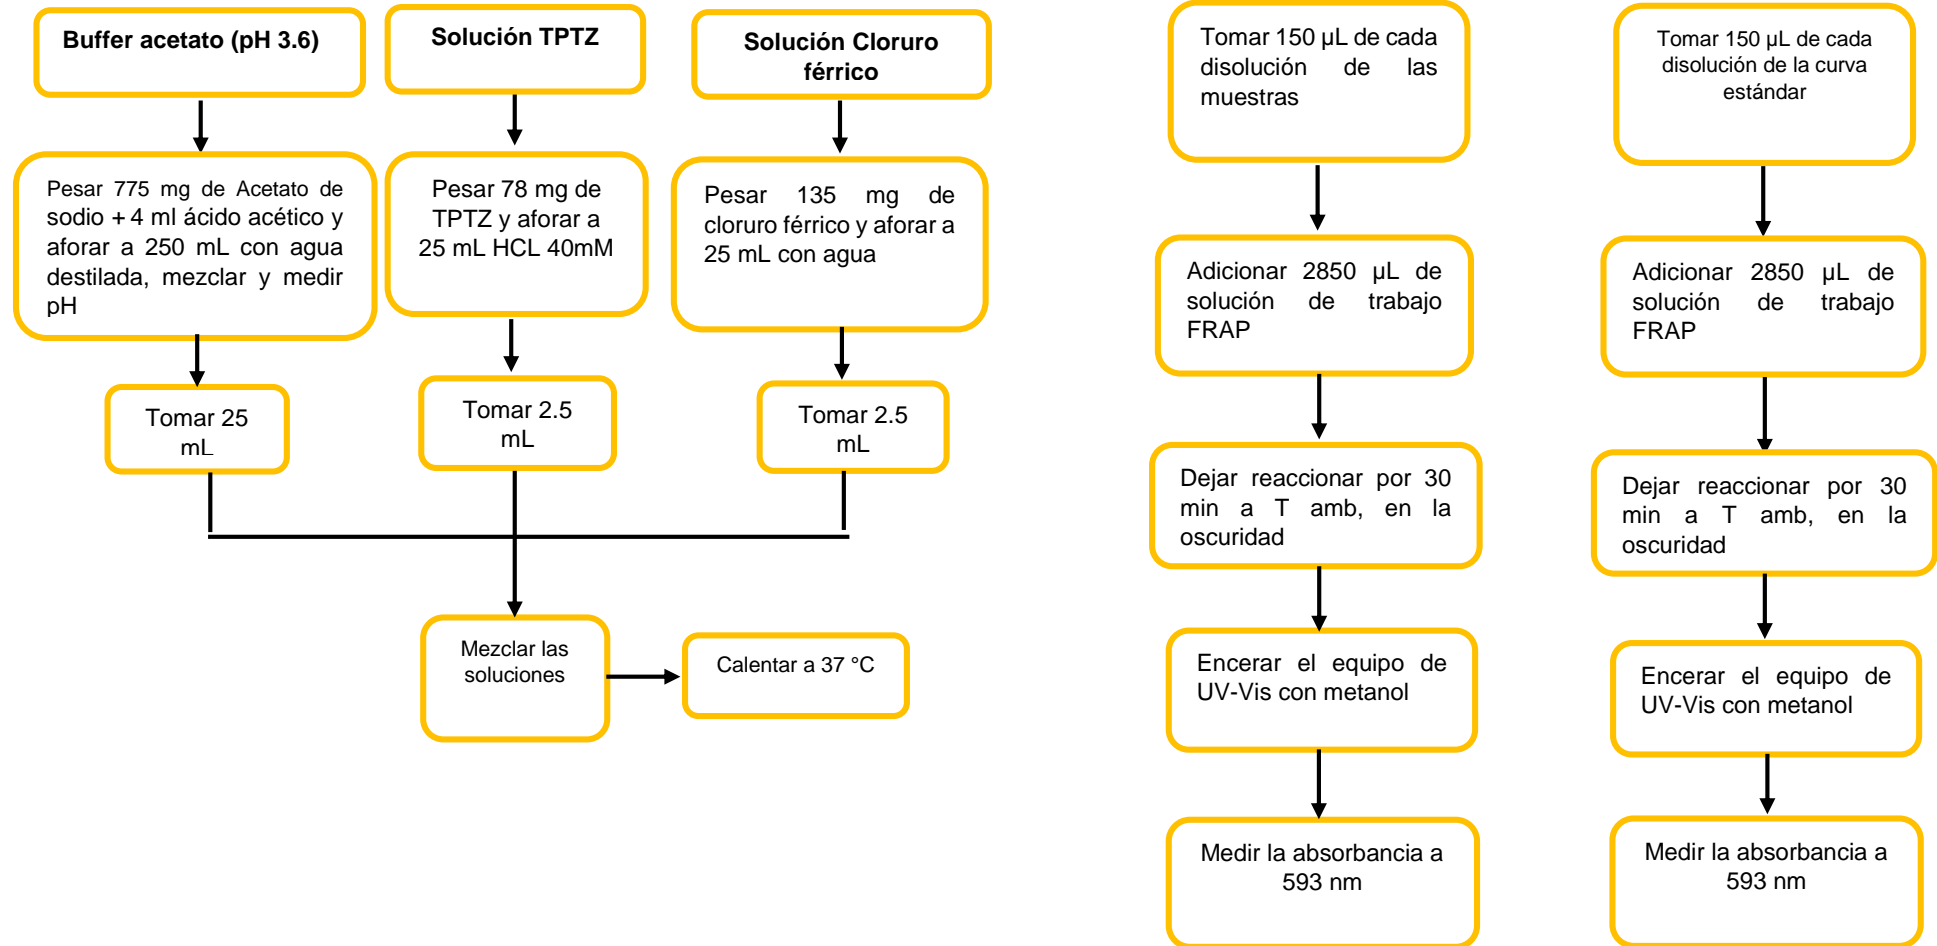 Buffer acetato (pH 3.6)
Pesar 775 mg de Acetato de
sodio + 4 ml ácido acético y
aforar a 250 mL con agua
destilada, mezclar y medir
pH
Tomar 25
mL
Solución TPTZ
Pesar 78 mg de
TPTZ y aforar a
25 mL HCL 40mM
Tomar 2.5
mL
Solución Cloruro
férrico
Pesar 135 mg de
cloruro férrico y aforar a
25 mL con agua
Tomar 2.5
mL
Mezclar las
soluciones
Calentar a 37 °C
Tomar 150 µL de cada
disolución de las
muestras
Adicionar 2850 µL de
solución de trabajo
FRAP
Dejar reaccionar por 30
min a T amb, en la
oscuridad
Encerar el equipo de
UV-Vis con metanol
Medir la absorbancia a
593 nm
Tomar 150 µL de cada
disolución de la curva
estándar
Adicionar 2850 µL de
solución de trabajo
FRAP
Dejar reaccionar por 30
min a T amb, en la
oscuridad
Encerar el equipo de
UV-Vis con metanol
Medir la absorbancia a
593 nm